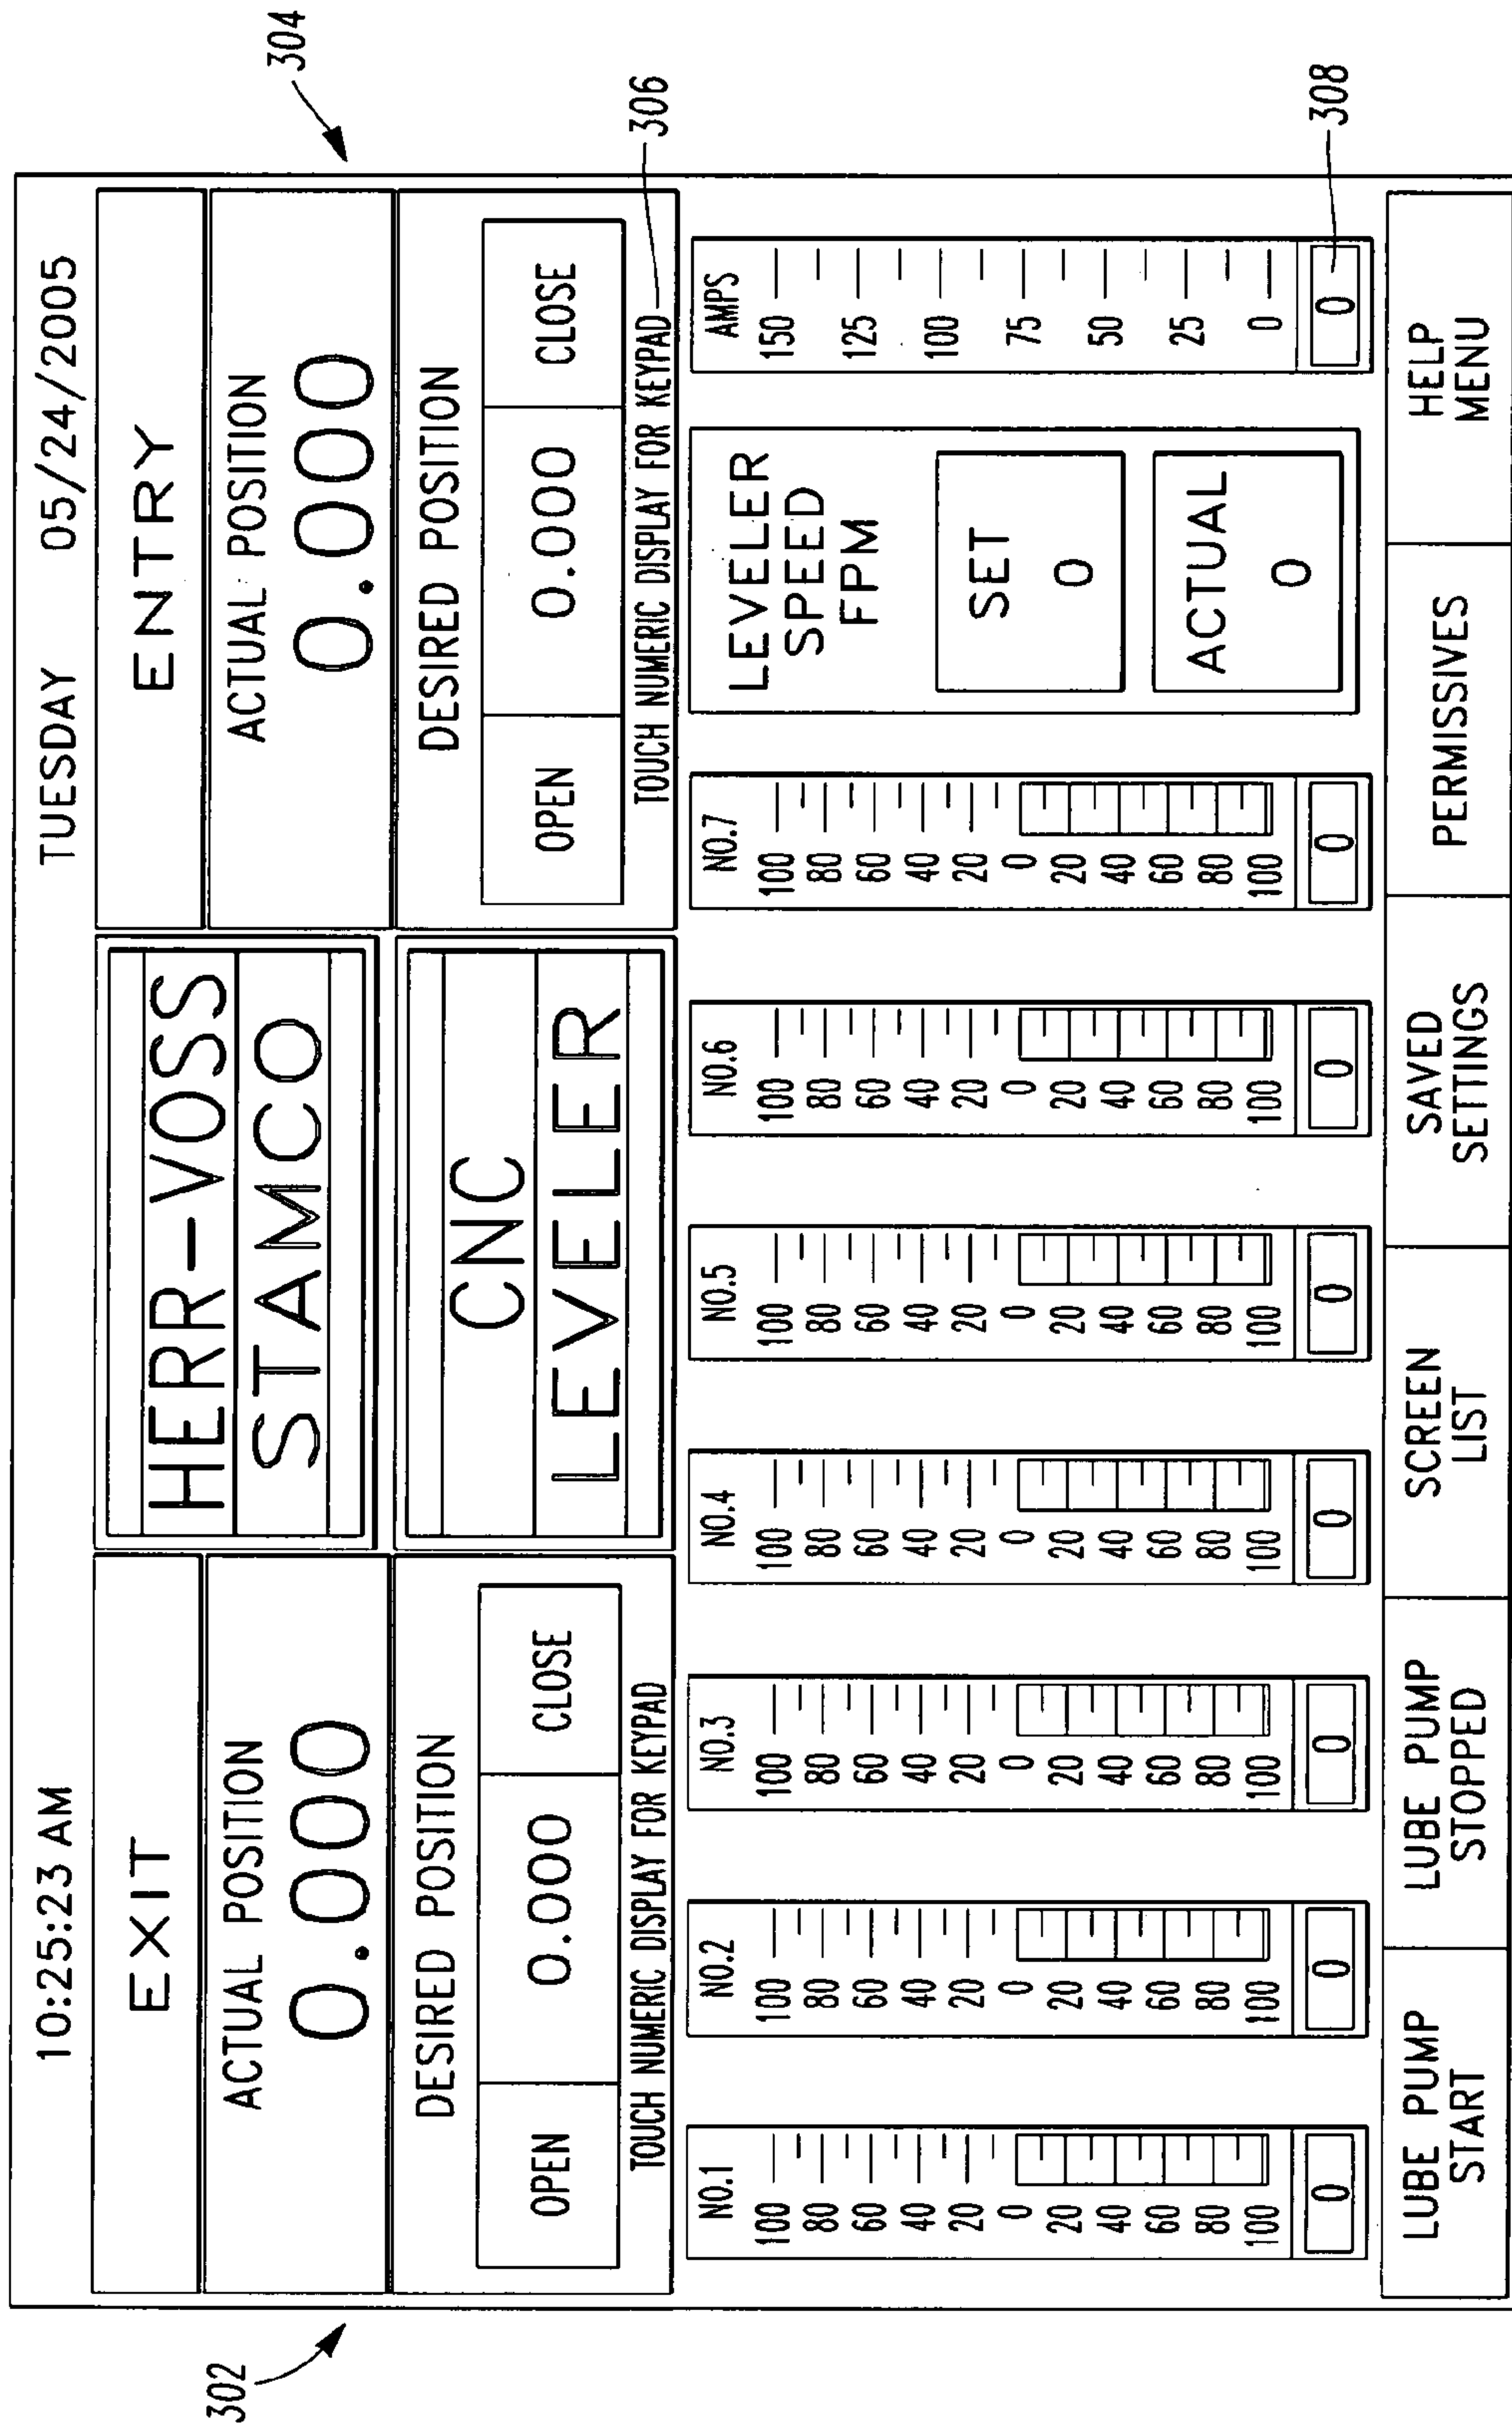 10:25:23 AM
TUESDAY 05/24/2005
302
304
EXIT
ACTUAL POSITION
0.000
DESIRED POSITION
OPEN
0.000
CLOSE
TOUCH NUMERIC DISPLAY FOR KEYPAD
HERR-VOSS
STAMCO
CNC
LEVELER
ENTRY
ACTUAL POSITION
0.000
DESIRED POSITION
OPEN
0.000
CLOSE
TOUCH NUMERIC DISPLAY FOR KEYPAD
306
NO.1
100
80
60
40
20
0
20
40
60
80
100
0
NO.2
100
80
60
40
20
0
20
40
60
80
100
0
NO.3
100
80
60
40
20
0
20
40
60
80
100
0
NO.4
100
80
60
40
20
0
20
40
60
80
100
0
NO.5
100
80
60
40
20
0
20
40
60
80
100
0
NO.6
100
80
60
40
20
0
20
40
60
80
100
0
NO.7
100
80
60
40
20
0
20
40
60
80
100
0
LEVELER
SPEED
FPM
SET
0
ACTUAL
0
AMPS
150
125
100
75
50
25
0
0
308
LUBE PUMP
START
LUBE PUMP
STOPPED
SCREEN
LIST
SAVED
SETTINGS
PERMISSIVES
HELP
MENU